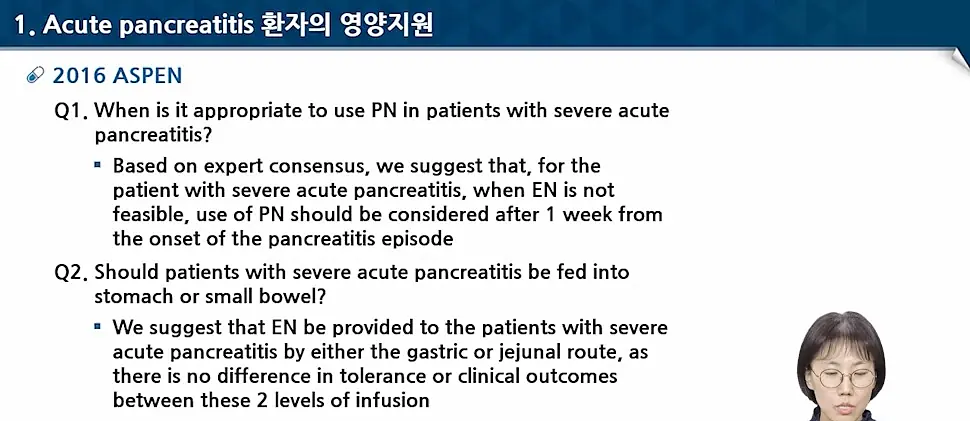 1. Acute pancreatitis 환자의 영양지원
2016 ASPEN
Q1. When is it appropriate to use PN in patients with severe acute
pancreatitis?
Based on expert consensus, we suggest that, for the
patient with severe acute pancreatitis, when EN is not
feasible, use of PN should be considered after 1 week from
the onset of the pancreatitis episode
Q2. Should patients with severe acute pancreatitis be fed into
stomach or small bowel?
We suggest that EN be provided to the patients with severe
acute pancreatitis by either the gastric or jejunal route, as
there is no difference in tolerance or clinical outcomes
between these 2 levels of infusion